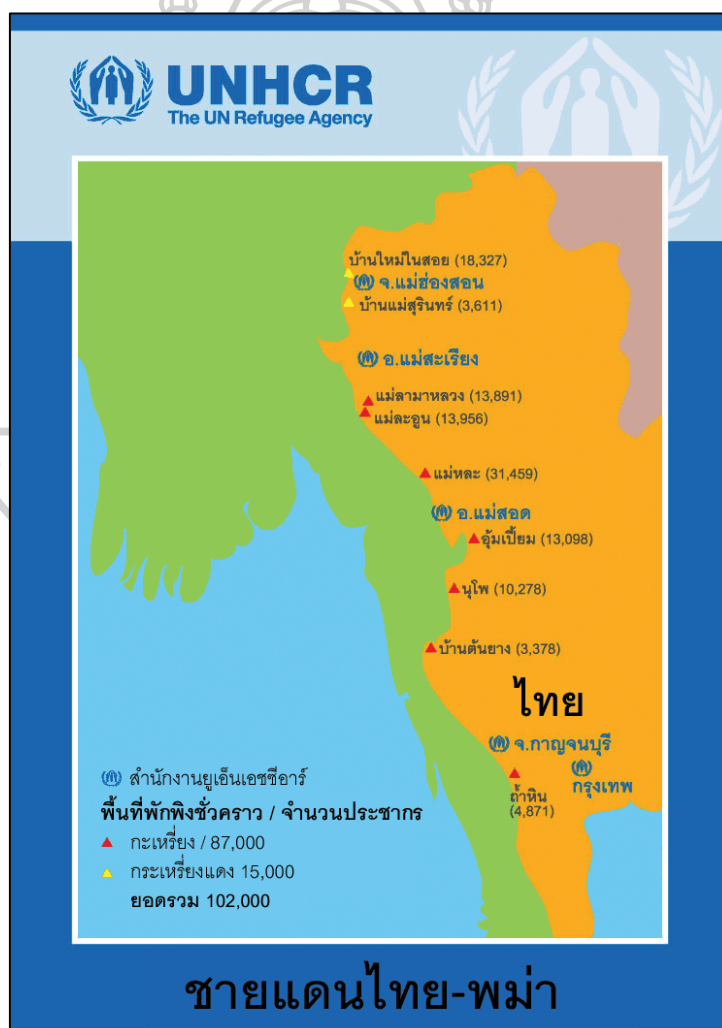 UNHCR
The UN Refugee Agency
บ้านใหม่ในสอย (18,327)
จ.แม่ฮ่องสอน
บ้านแม่สุรินทร์ (3,611)
อ.แม่สะเรียง
แม่ลามาหลวง (13,891)
แม่ละอูน (13,956)
แม่หละ (31,459)
อ.แม่สอด
อุ้มเปี้ยม (13,098)
นุโพ (10,278)
บ้านต้นยาง (3,378)
ไทย
จ.กาญจนบุรี
กรุงเทพ
ถ้ำหิน
(4,871)
สำนักงานยูเอ็นเอชซีอาร์
พื้นที่พักพิงชั่วคราว / จำนวนประชากร
กะเหรี่ยง / 87,000
กระเหรี่ยงแดง 15,000
ยอดรวม 102,000
ชายแดนไทย-พม่า